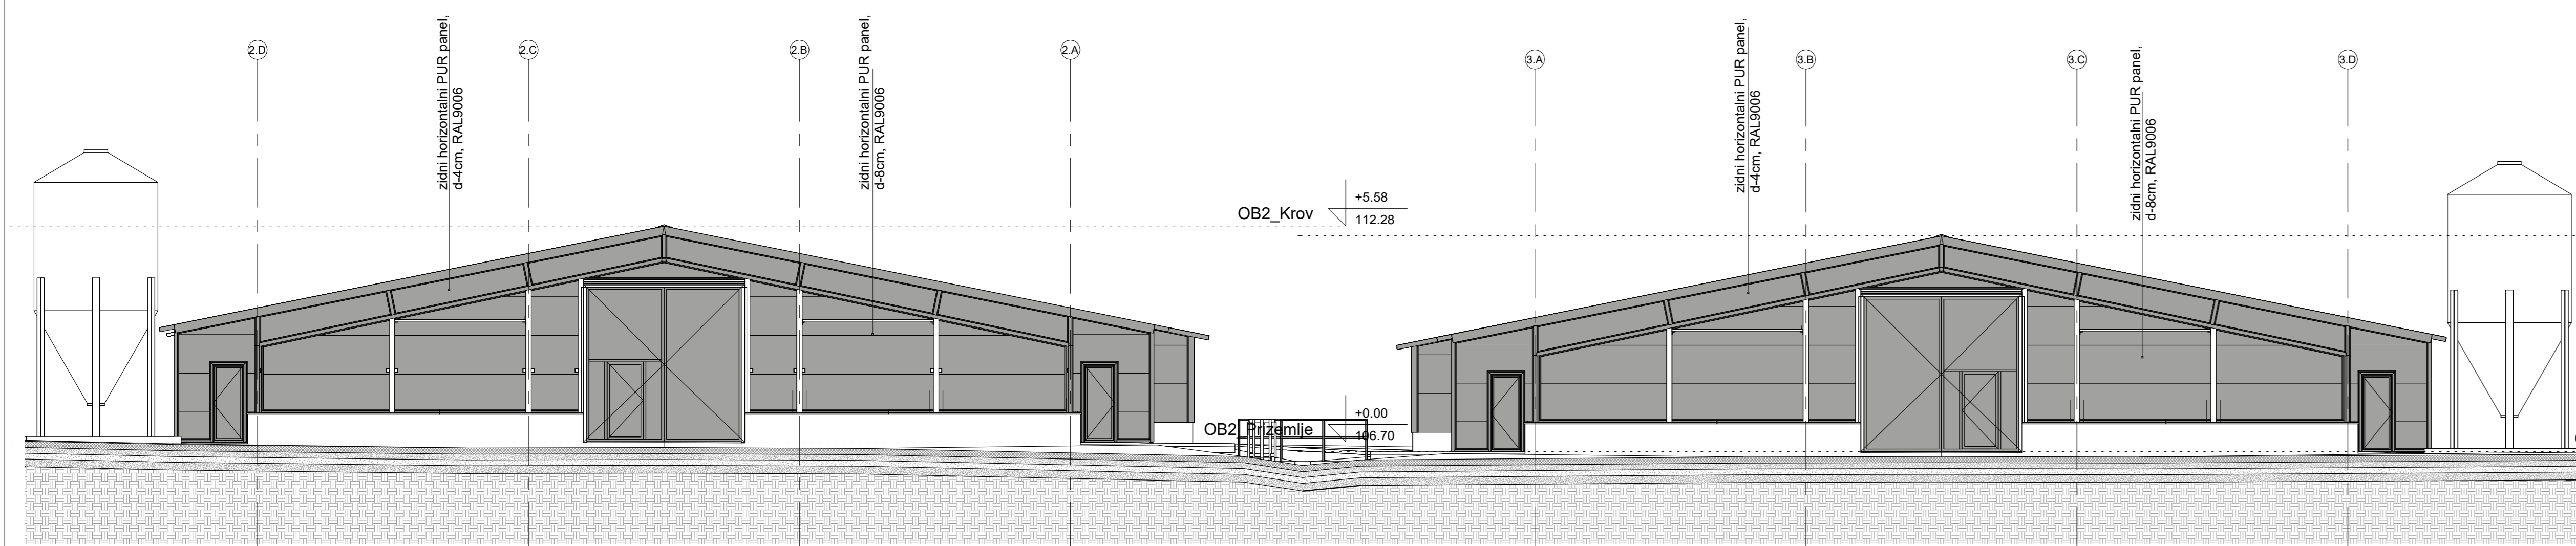 2.D
zidni horizontalni PUR panel,
d-4cm, RAL9006
2.C
2.B
zidni horizontalni PUR panel,
d-8cm, RAL9006
2.A
OB2_Krov
+5.58
112.28
OB2_Prizemlje
+0.00
106.70
3.A
zidni horizontalni PUR panel,
d-4cm, RAL9006
3.B
3.C
zidni horizontalni PUR panel,
d-8cm, RAL9006
3.D